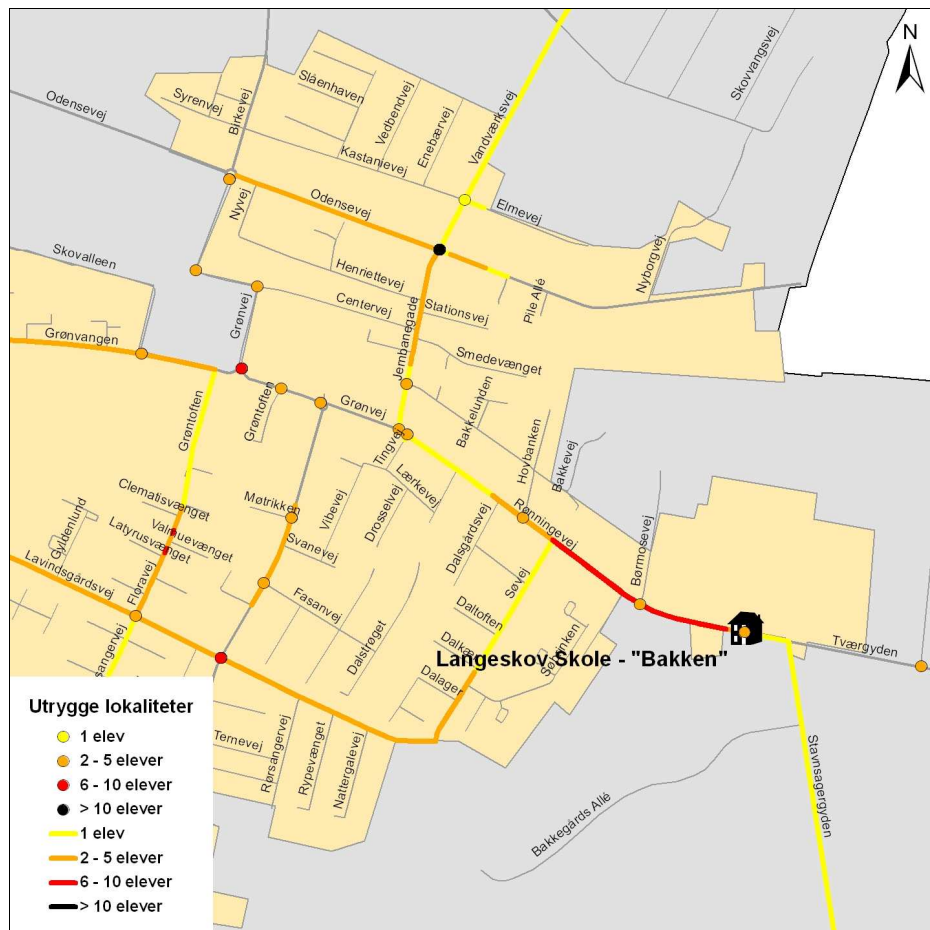 N
Skovvangsvej
Slåenhaven
Syrenvej
Birkevej
Vedbendvej
Enebærvej
Vandværksvej
Odensevej
Kastanievej
Elmevej
Nyvej
Odensevej
Nyborgvej
Skovalleen
Henriettevej
Grønvej
Centervej
Stationsvej
Pile Allé
Grønvangen
Jernbanegade
Smedevænget
Grøntoften
Grøntoften
Grønvej
Bakkelunden
Tingvej
Hovbanken
Bakkevej
Lærkevej
Clematisvænget
Møtrikken
Vibevej
Drosselvej
Rønningevej
Gyldenlund
Valmuevænget
Latyrusvænget
Svanevej
Dalsgårdsvej
Børmosevej
Lavindsgårdsvej
Floravej
Fasanvej
Søvej
Daltoften
Dalstrøget
Tværgyden
Langeskov Skole - "Bakken"
Dalager
Ternevej
Rørsangervej
Rypevænget
Nattergalevej
Stavnsagergyden
Bakkegårds Allé
Utrygge lokaliteter
1 elev
2 - 5 elever
6 - 10 elever
> 10 elever
1 elev
2 - 5 elever
6 - 10 elever
> 10 elever